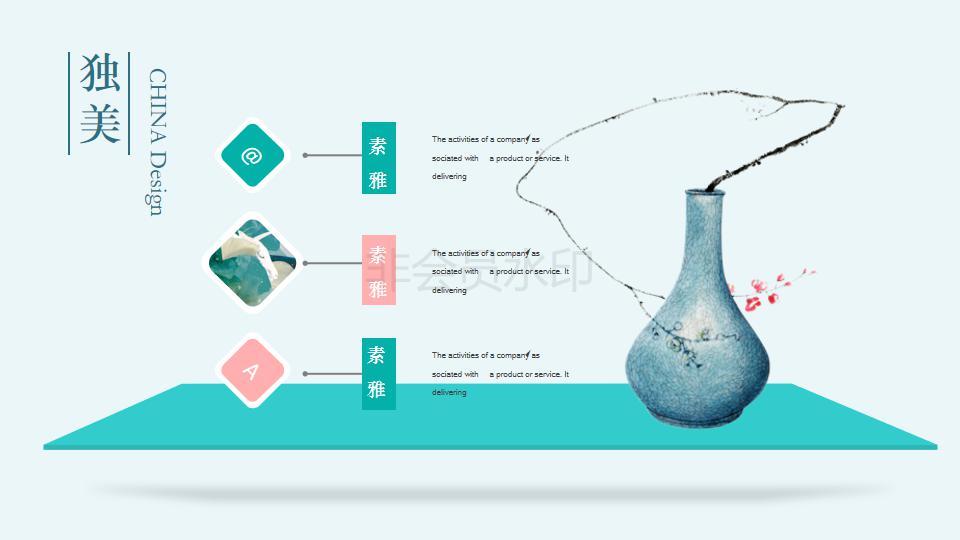 独
美
CHINA Design
@
素
雅
The activities of a company as
sociated with a product or service. It
delivering
素
雅
The activities of a company as
sociated with a product or service. It
delivering
非会员水印
A
素
雅
The activities of a company as
sociated with a product or service. It
delivering